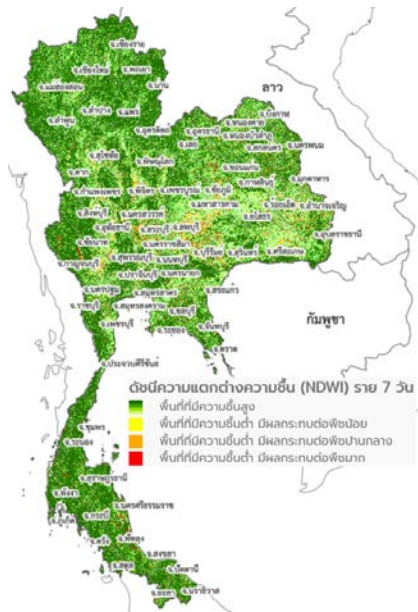 จ.เชียงราย
จ.เชียงใหม่
จ.พะเยา
จ.แม่ฮ่องสอน
จ.น่าน
จ.ลำปาง
จ.แพร่
จ.ลำพูน
ลาว
จ.บึงกาฬ
จ.อุตรดิตถ์
จ.อุดรธานี
จ.หนองคาย
จ.เลย
จ.หนองบัวลำภู
จ.สกลนคร
จ.นครพนม
จ.สุโขทัย
จ.พิษณุโลก
จ.ขอนแก่น
จ.ตาก
จ.กาฬสินธุ์
จ.มุกดาหาร
จ.กำแพงเพชร
จ.พิจิตร
จ.เพชรบูรณ์
จ.ชัยภูมิ
จ.มหาสารคาม
จ.ร้อยเอ็ด
จ.อำนาจเจริญ
จ.สิงห์บุรี
จ.นครสวรรค์
จ.ยโสธร
จ.อุทัยธานี
จ.สระบุรี
จ.ลพบุรี
จ.อุบลราชธานี
จ.ชัยนาท
จ.นครราชสีมา
จ.บุรีรัมย์
จ.สุรินทร์
จ.ศรีสะเกษ
จ.กาญจนบุรี
จ.สุพรรณบุรี
จ.นนทบุรี
จ.ปราจีนบุรี
จ.นครนายก
จ.นครปฐม
จ.สมุทรสาคร
จ.สระแก้ว
จ.ราชบุรี
จ.สมุทรสงคราม
จ.ชลบุรี
จ.เพชรบุรี
จ.ระยอง
จ.จันทบุรี
กัมพูชา
จ.ตราด
จ.ประจวบคีรีขันธ์
ดัชนีความแตกต่างความชื้น (NDWI) ราย 7 วัน
พื้นที่ที่มีความชื้นสูง
พื้นที่ที่มีความชื้นต่ำ มีผลกระทบต่อพืชน้อย
พื้นที่ที่มีความชื้นต่ำ มีผลกระทบต่อพืชปานกลาง
พื้นที่ที่มีความชื้นต่ำ มีผลกระทบต่อพืชมาก
จ.ชุมพร
จ.ระนอง
จ.สุราษฎร์ธานี
จ.พังงา
จ.นครศรีธรรมราช
จ.ภูเก็ต
จ.กระบี่
จ.ตรัง
จ.พัทลุง
จ.สงขลา
จ.สตูล
จ.ปัตตานี
จ.ยะลา
จ.นราธิวาส